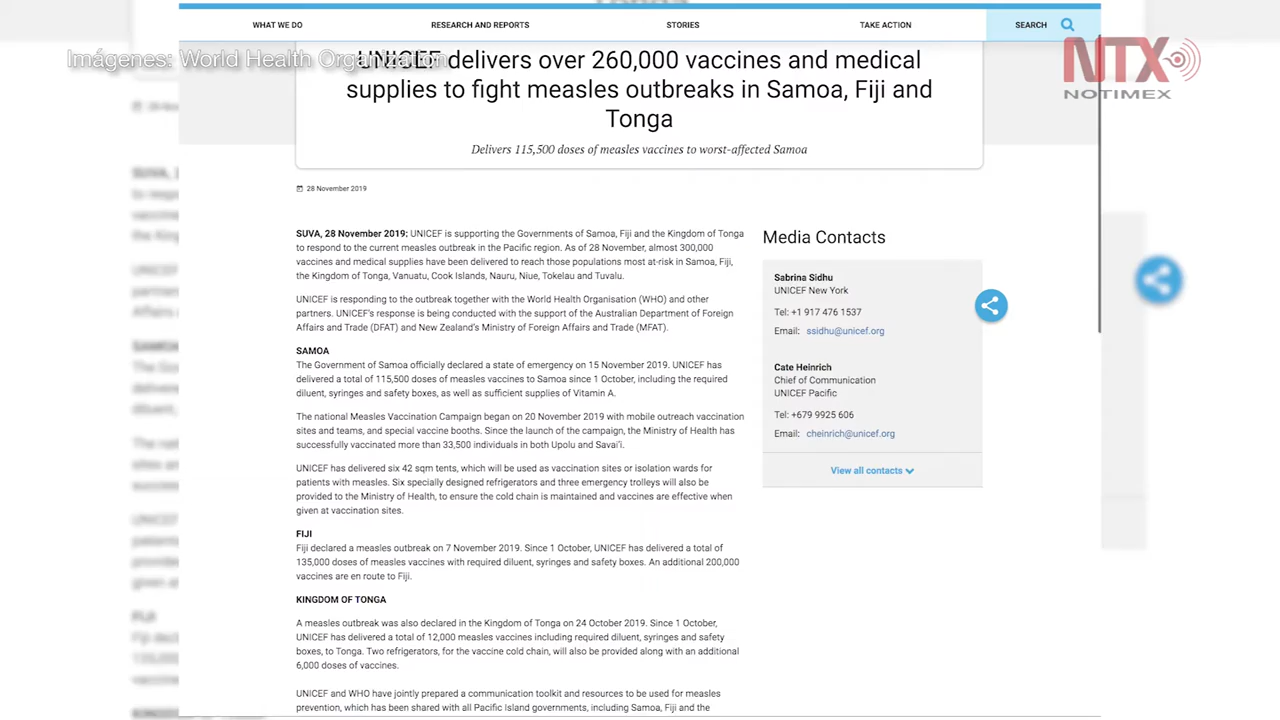 WHAT WE DO
RESEARCH AND REPORTS
STORIES
TAKE ACTION
SEARCH
Imágenes: World Health Organization
NTX
NOTIMEX
UNICEF delivers over 260,000 vaccines and medical
supplies to fight measles outbreaks in Samoa, Fiji and
Tonga
Delivers 115,500 doses of measles vaccines to worst-affected Samoa
28 November 2019
SUVA, 28 November 2019: UNICEF is supporting the Governments of Samoa, Fiji and the Kingdom of Tonga
to respond to the current measles outbreak in the Pacific region. As of 28 November, almost 300,000
vaccines and medical supplies have been delivered to reach those populations most at-risk in Samoa, Fiji,
the Kingdom of Tonga, Vanuatu, Cook Islands, Nauru, Niue, Tokelau and Tuvalu.
UNICEF is responding to the outbreak together with the World Health Organisation (WHO) and other
partners. UNICEF's response is being conducted with the support of the Australian Department of Foreign
Affairs and Trade (DFAT) and New Zealand's Ministry of Foreign Affairs and Trade (MFAT).
SAMOA
The Government of Samoa officially declared a state of emergency on 15 November 2019. UNICEF has
delivered a total of 115,500 doses of measles vaccines to Samoa since 1 October, including the required
diluent, syringes and safety boxes, as well as sufficient supplies of Vitamin A.
The national Measles Vaccination Campaign began on 20 November 2019 with mobile outreach vaccination
sites and teams, and special vaccine booths. Since the launch of the campaign, the Ministry of Health has
successfully vaccinated more than 33,500 individuals in both Upolu and Savai'i.
UNICEF has delivered six 42 sqm tents, which will be used as vaccination sites or isolation wards for
patients with measles. Six specially designed refrigerators and three emergency trolleys will also be
provided to the Ministry of Health, to ensure the cold chain is maintained and vaccines are effective when
given at vaccination sites.
FIJI
Fiji declared a measles outbreak on 7 November 2019. Since 1 October, UNICEF has delivered a total of
135,000 doses of measles vaccines with required diluent, syringes and safety boxes. An additional 200,000
vaccines are en route to Fiji.
KINGDOM OF TONGA
A measles outbreak was also declared in the Kingdom of Tonga on 24 October 2019. Since 1 October,
UNICEF has delivered a total of 12,000 measles vaccines including required diluent, syringes and safety
boxes, to Tonga. Two refrigerators, for the vaccine cold chain, will also be provided along with an additional
6,000 doses of vaccines.
UNICEF and WHO have jointly prepared a communication toolkit and resources to be used for measles
prevention, which has been shared with all Pacific Island governments, including Samoa, Fiji and the
Media Contacts
Sabrina Sidhu
UNICEF New York
Tel: +1 917 476 1537
Email: ssidhu@unicef.org
Cate Heinrich
Chief of Communication
UNICEF Pacific
Tel: +679 9925 606
Email: cheinrich@unicef.org
View all contacts